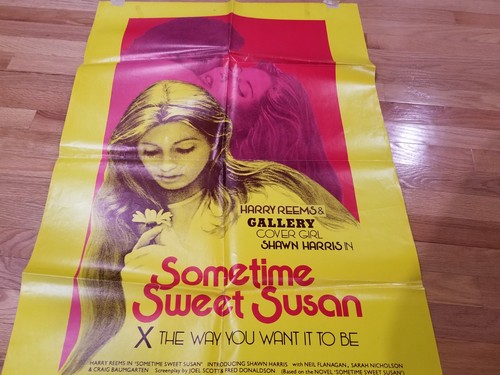 HARRY REEMS &
GALLERY
COVER GIRL
SHAWN HARRIS IN
Sometime
Sweet Susan
X THE WAY YOU WANT IT TO BE
HARRY REEMS IN 'SOMETIME SWEET SUSAN' INTRODUCING SHAWN HARRIS with NEIL FLANAGAN, SARAH NICHOLSON
& CRAIG BAUMGARTEN Screenplay by JOEL SCOTT & FRED DONALDSON (Based on the NOVEL 'SOMETIME SWEET SUSAN')